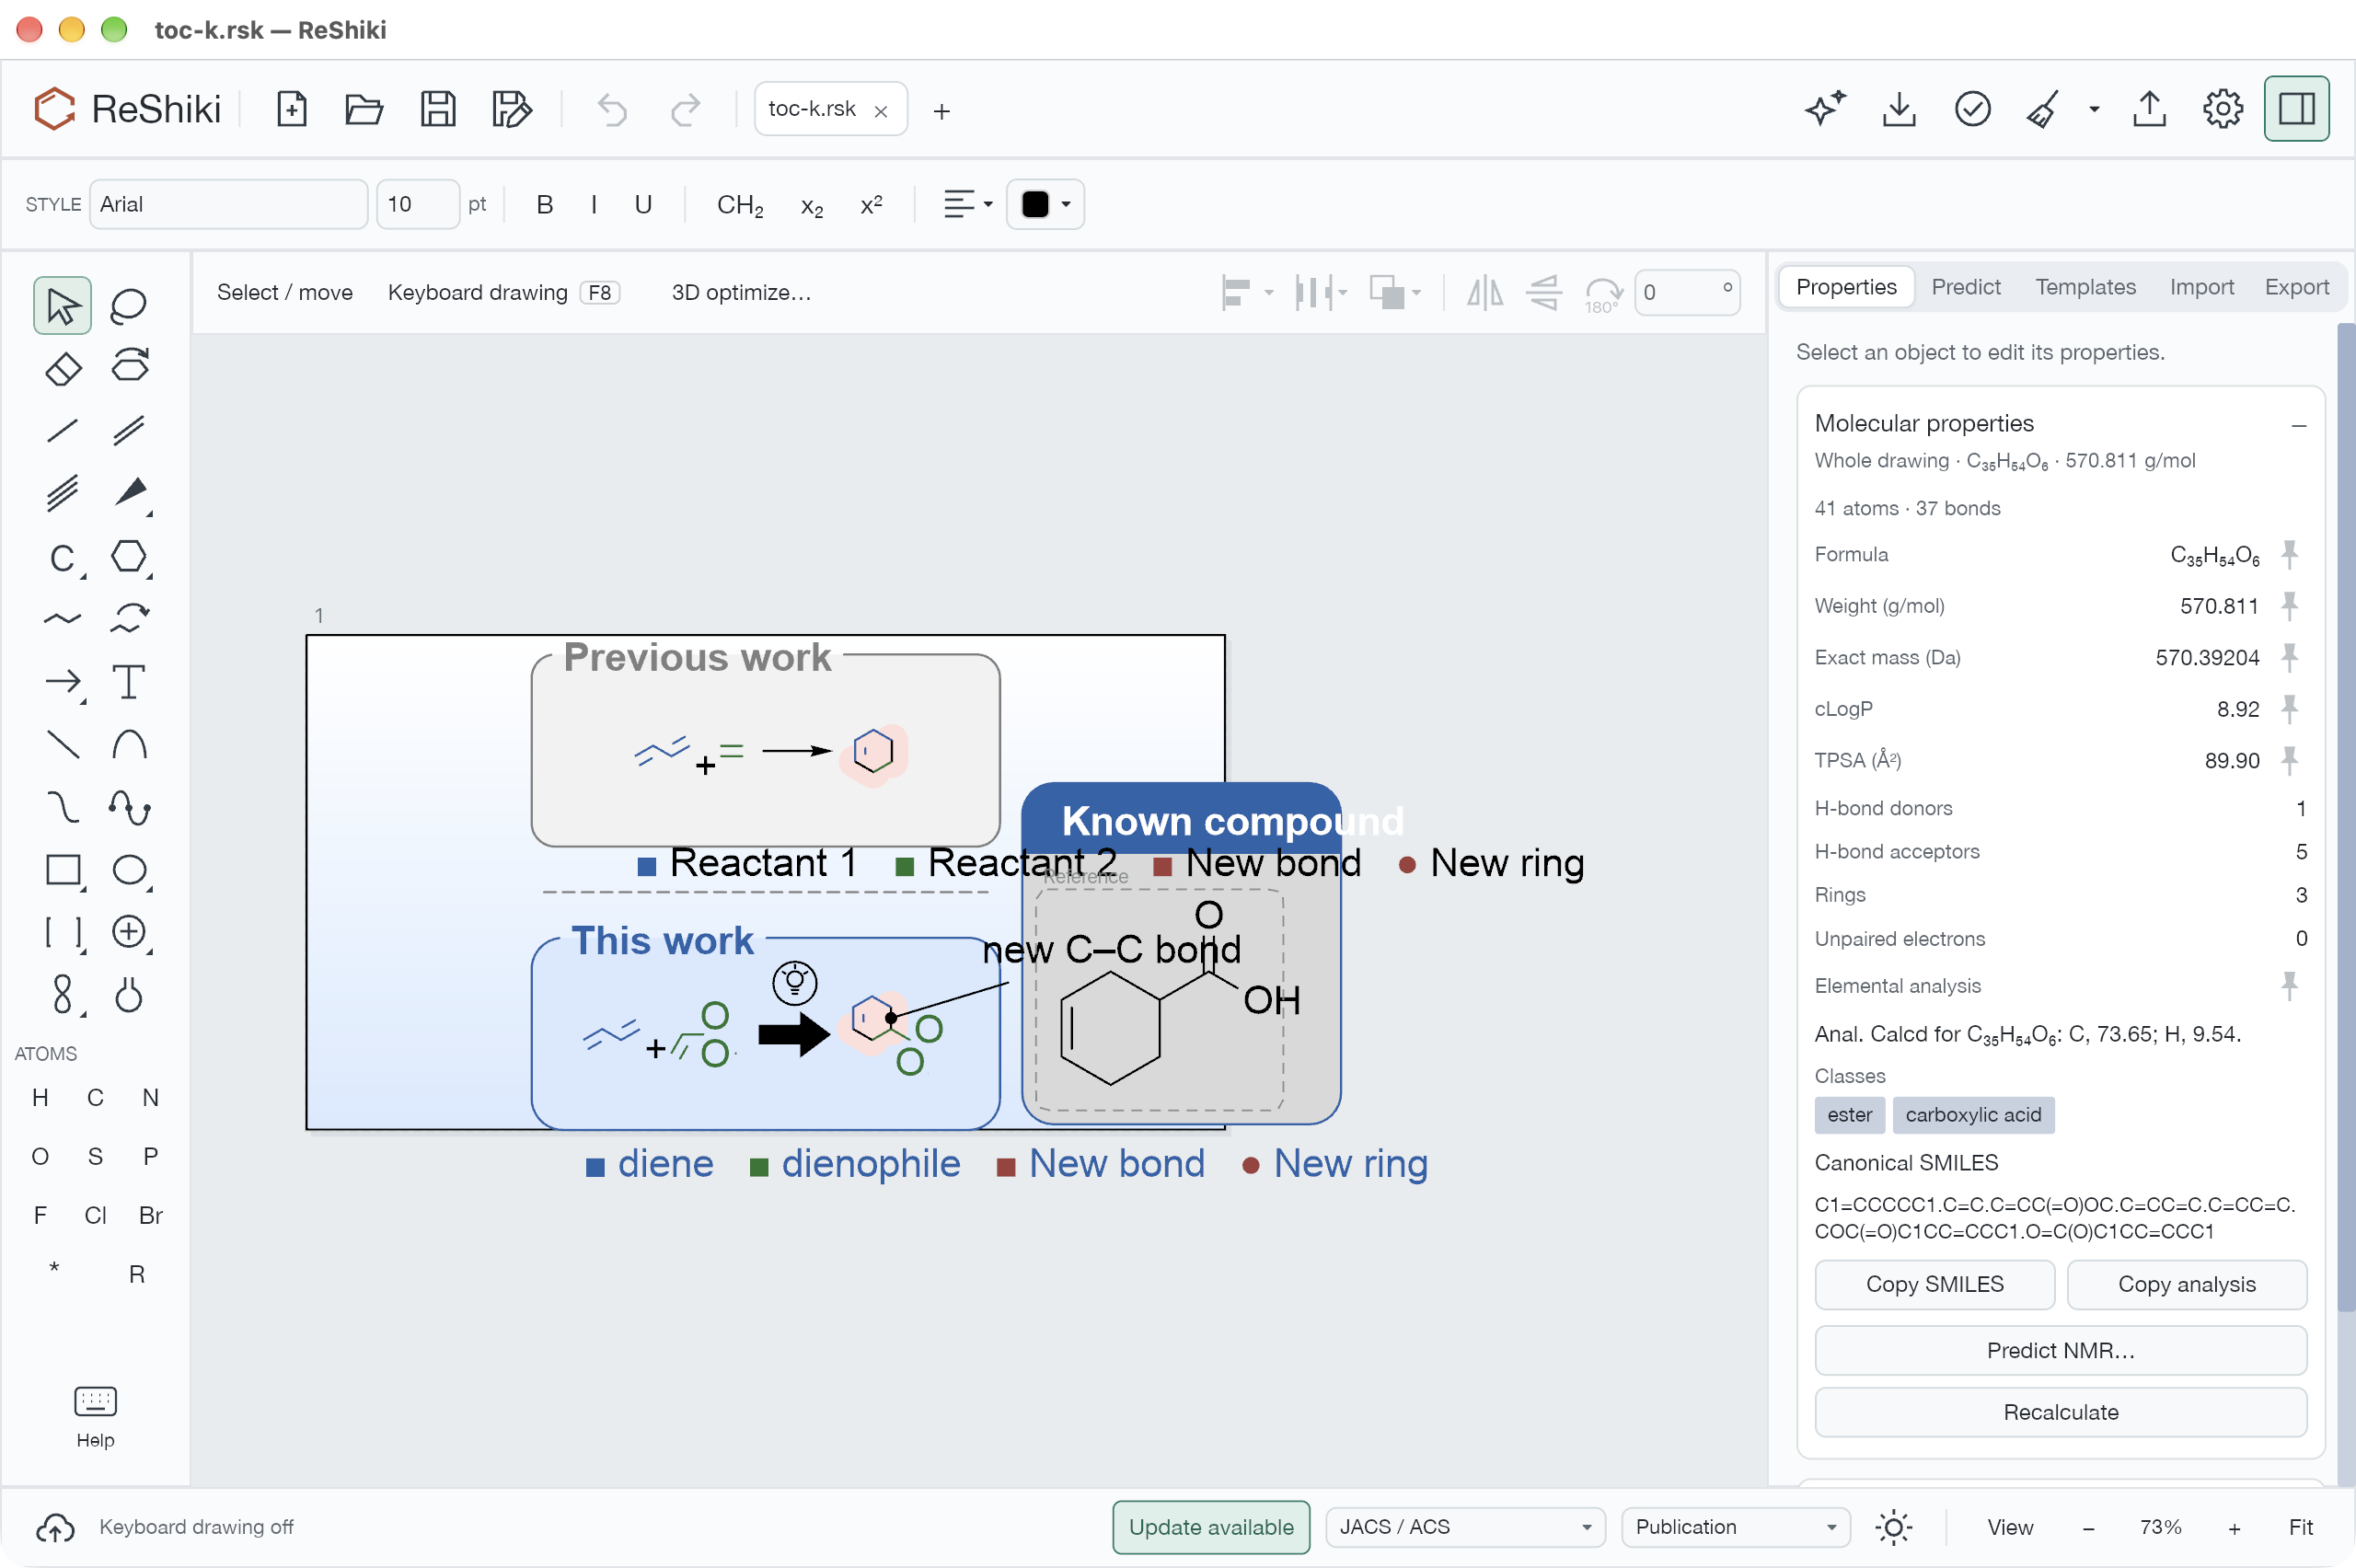 toc-k.rsk — ReShiki
ReShiki
toc-k.rsk × +
STYLE Arial 10 pt B I U CH₂ x₂ x²
Select / move Keyboard drawing F8 3D optimize...
180° 0 °
Properties Predict Templates Import Export
Select an object to edit its properties.
Molecular properties –
Whole drawing · C₃₅H₅₄O₆ · 570.811 g/mol
41 atoms · 37 bonds
Formula C₃₅H₅₄O₆
Weight (g/mol) 570.811
Exact mass (Da) 570.39204
cLogP 8.92
TPSA (Å²) 89.90
H-bond donors 1
H-bond acceptors 5
Rings 3
Unpaired electrons 0
Elemental analysis
Anal. Calcd for C₃₅H₅₄O₆: C, 73.65; H, 9.54.
Classes
ester carboxylic acid
Canonical SMILES
C1=CCCCC1.C=C.C=CC(=O)OC.C=CC=C.C=CC=C.
COC(=O)C1CC=CCC1.O=C(O)C1CC=CCC1
Copy SMILES Copy analysis
Predict NMR...
Recalculate
C
T
[ ]
ATOMS
H C N
O S P
F Cl Br
* R
Help
1
Previous work
+
Known compound
Reactant 1 Reactant 2 New bond New ring
Reference
This work
new C–C bond
O
OH
+
O
O
O
O
diene dienophile New bond New ring
Keyboard drawing off
Update available JACS / ACS Publication View – 73% + Fit